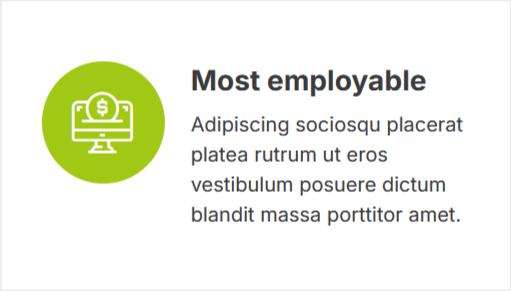 $
Most employable
Adipiscing sociosqu placerat
platea rutrum ut eros
vestibulum posuere dictum
blandit massa porttitor amet.